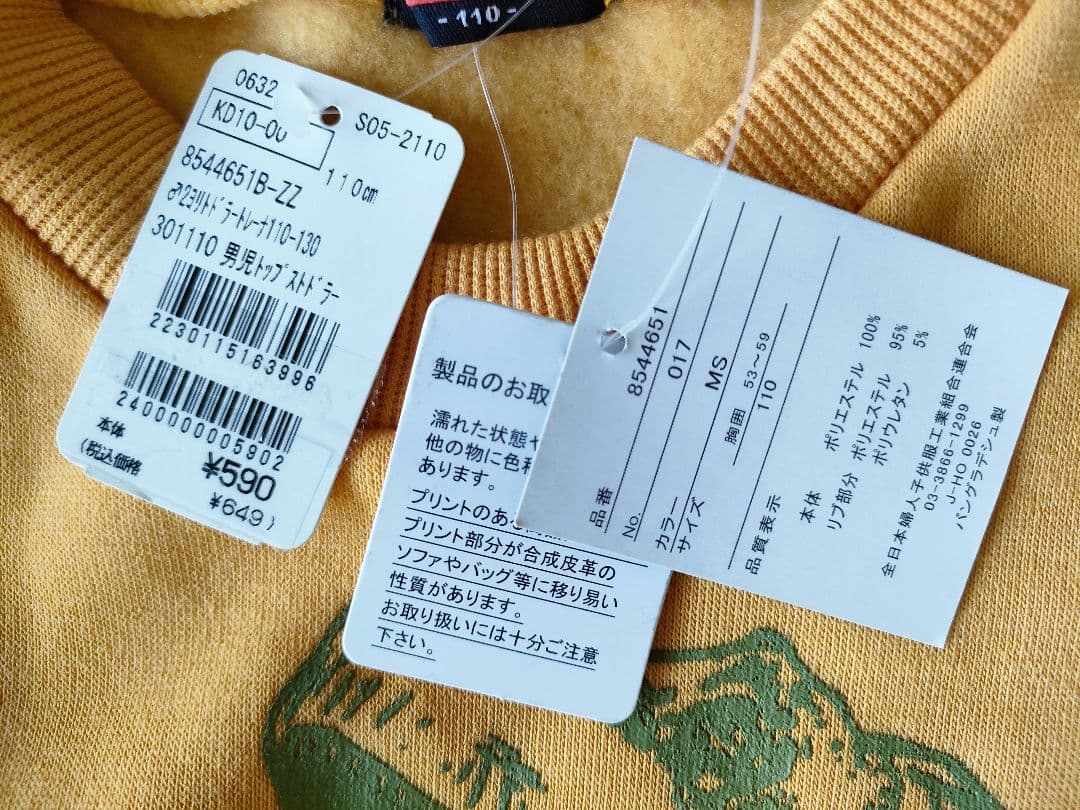 - 110 -
0632
KD10-00
S05-2110
110cm
8544651B-ZZ
♂2ヨリトドラートレーナ110-130
301110 男児トップストドラー
2230115163996
2400000005902
本体
¥590
(税込価格
¥649)
製品のお取
濡れた状態や
他の物に色移
あります。
プリントのある
プリント部分が合成皮革の
ソファやバッグ等に移り易い
性質があります。
お取り扱いには十分ご注意
下さい。
品番 8544651
No. 017
カラー MS
サイズ 胸囲 53~59
110
品質表示
本体 ポリエステル 100%
リブ部分 ポリエステル 95%
ポリウレタン 5%
全日本婦人子供服工業組合連合会
03-3866-1299
J-HO 0026
バングラデシュ製